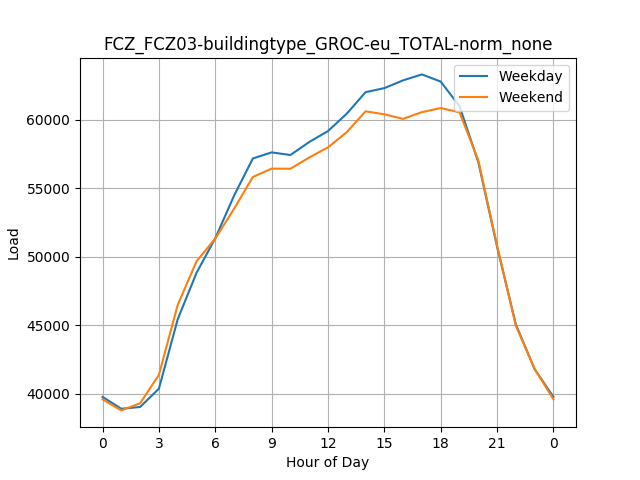 FCZ_FCZ03-buildingtype_GROC-eu_TOTAL-norm_none
Weekday
Weekend
60000
55000
50000
45000
40000
Load
0 3 6 9 12 15 18 21 0
Hour of Day